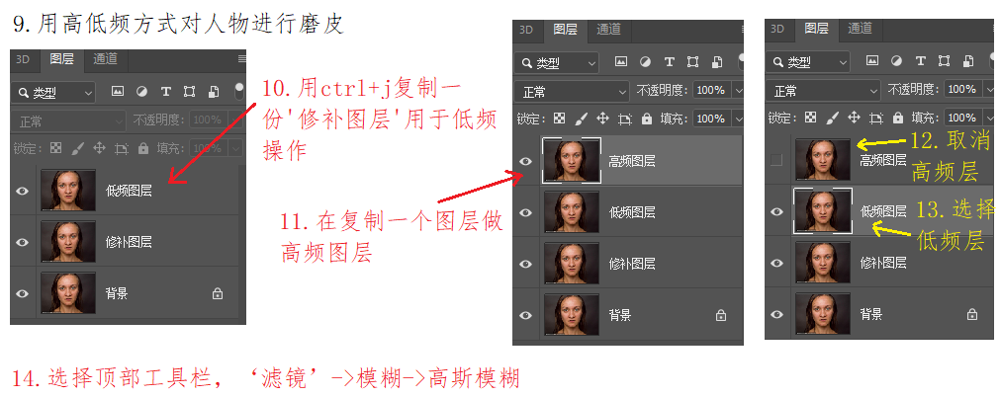 9.用高低频方式对人物进行磨皮
3D 图层 通道
类型
正常 不透明度: 100%
锁定: 填充: 100%
低频图层
修补图层
背景
10.用ctrl+j复制一
份'修补图层'用于低频
操作
11.在复制一个图层做
高频图层
3D 图层 通道
类型
正常 不透明度: 100%
锁定: 填充: 100%
高频图层
低频图层
修补图层
背景
3D 图层 通道
类型
正常 不透明度: 100%
锁定: 填充: 100%
高频图层
低频图层
修补图层
背景
12.取消
高频层
13.选择
低频层
14.选择顶部工具栏，‘滤镜’->模糊->高斯模糊